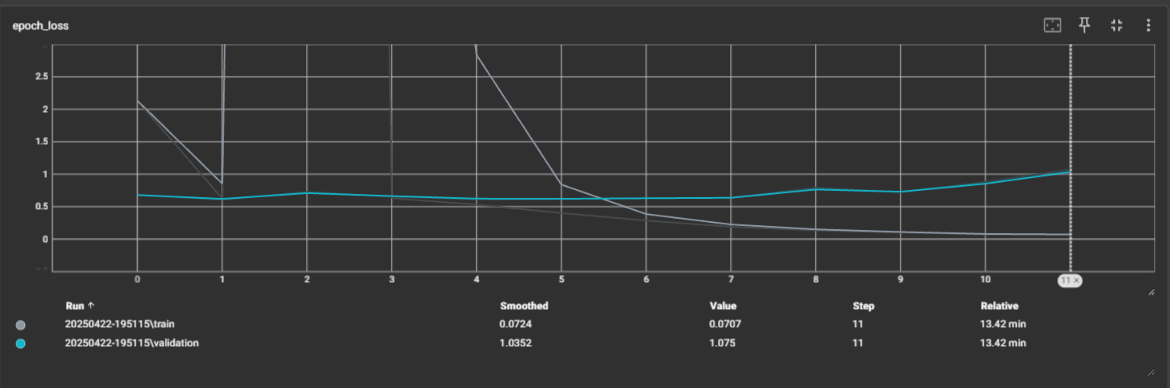 epoch_loss
2.5
2
1.5
1
0.5
0
0 1 2 3 4 5 6 7 8 9 10 11 ×
Run ↑ Smoothed Value Step Relative
20250422-195115\train 0.0724 0.0707 11 13.42 min
20250422-195115\validation 1.0352 1.075 11 13.42 min